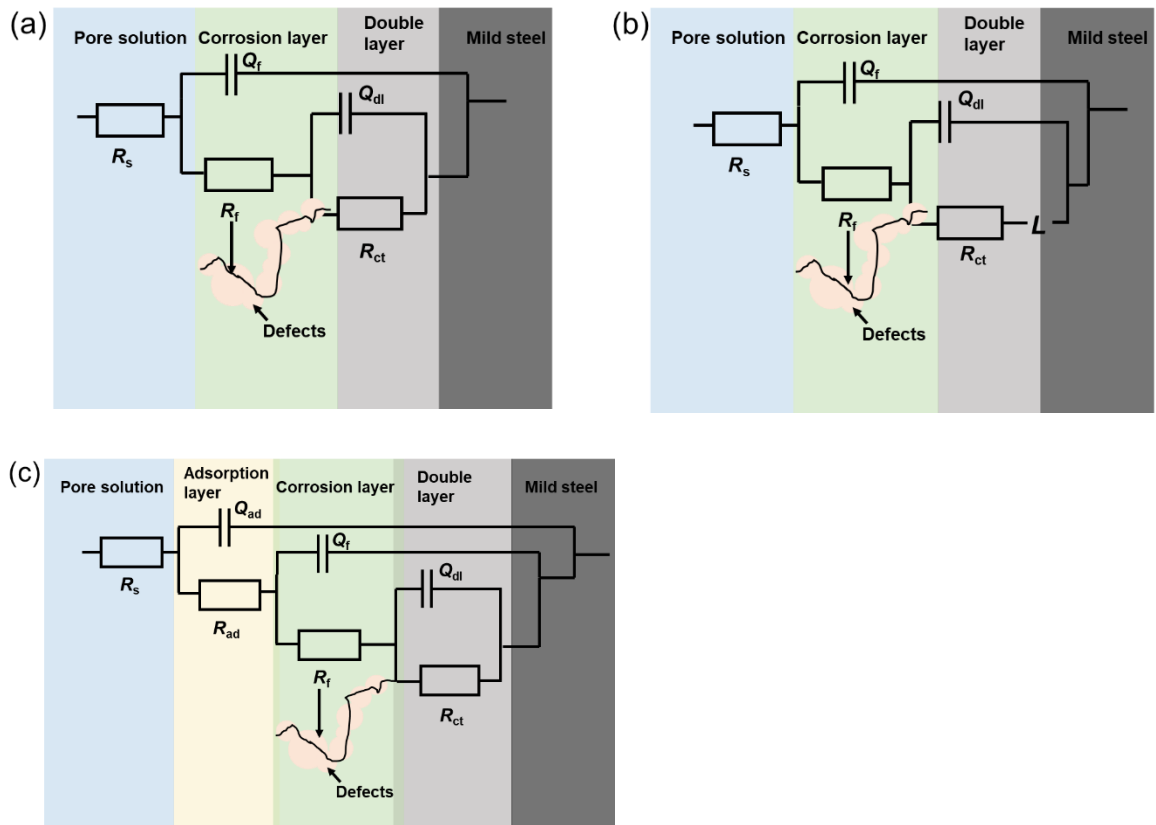 (a)
Pore solution
Corrosion layer
Double
layer
Mild steel
Qf
Qdl
Rs
Rf
Rct
Defects
(b)
Pore solution
Corrosion layer
Double
layer
Mild steel
Qf
Qdl
Rs
Rf
Rct
L
Defects
(c)
Pore solution
Adsorption
layer
Corrosion layer
Double
layer
Mild steel
Qad
Qf
Qdl
Rs
Rad
Rf
Rct
Defects